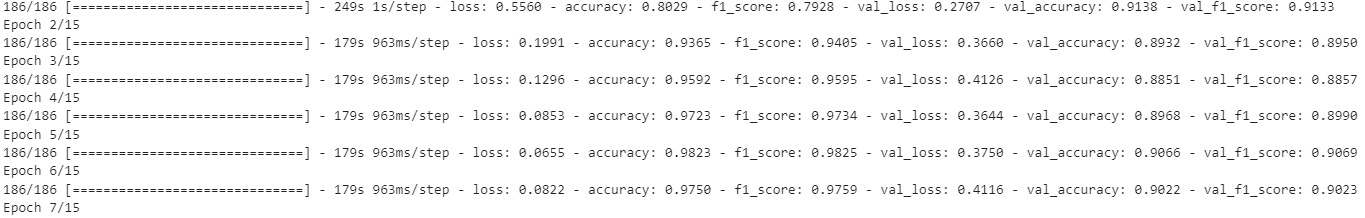 186/186 [==============================] - 249s 1s/step - loss: 0.5560 - accuracy: 0.8029 - f1_score: 0.7928 - val_loss: 0.2707 - val_accuracy: 0.9138 - val_f1_score: 0.9133
Epoch 2/15
186/186 [==============================] - 179s 963ms/step - loss: 0.1991 - accuracy: 0.9365 - f1_score: 0.9405 - val_loss: 0.3660 - val_accuracy: 0.8932 - val_f1_score: 0.8950
Epoch 3/15
186/186 [==============================] - 179s 963ms/step - loss: 0.1296 - accuracy: 0.9592 - f1_score: 0.9595 - val_loss: 0.4126 - val_accuracy: 0.8851 - val_f1_score: 0.8857
Epoch 4/15
186/186 [==============================] - 179s 963ms/step - loss: 0.0853 - accuracy: 0.9723 - f1_score: 0.9734 - val_loss: 0.3644 - val_accuracy: 0.8968 - val_f1_score: 0.8990
Epoch 5/15
186/186 [==============================] - 179s 963ms/step - loss: 0.0655 - accuracy: 0.9823 - f1_score: 0.9825 - val_loss: 0.3750 - val_accuracy: 0.9066 - val_f1_score: 0.9069
Epoch 6/15
186/186 [==============================] - 179s 963ms/step - loss: 0.0822 - accuracy: 0.9750 - f1_score: 0.9759 - val_loss: 0.4116 - val_accuracy: 0.9022 - val_f1_score: 0.9023
Epoch 7/15